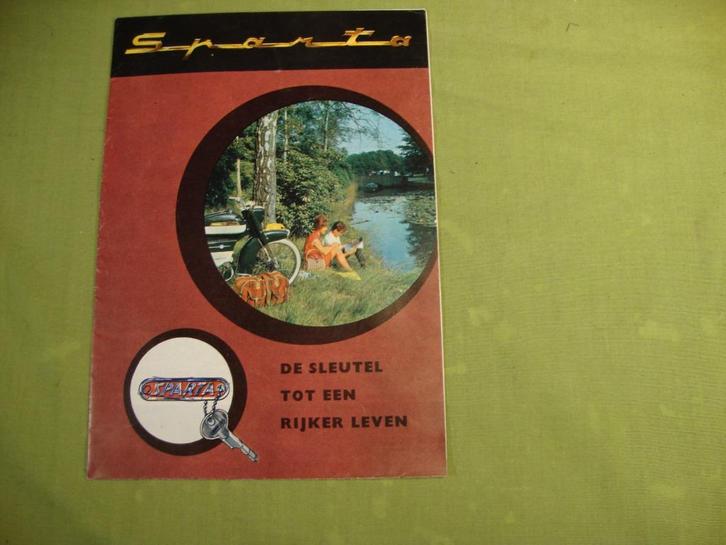 Sparta
SPARTA
DE SLEUTEL
TOT EEN
RIJKER LEVEN